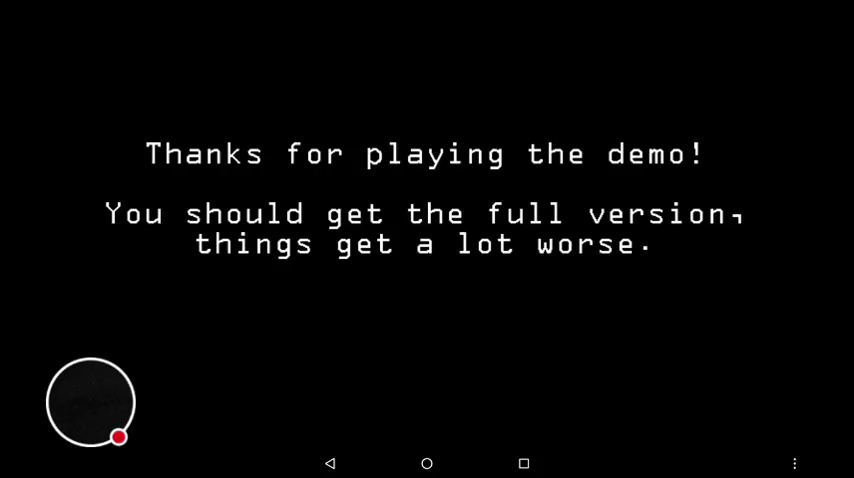 Thanks for playing the demo!
You should get the full version,
things get a lot worse.